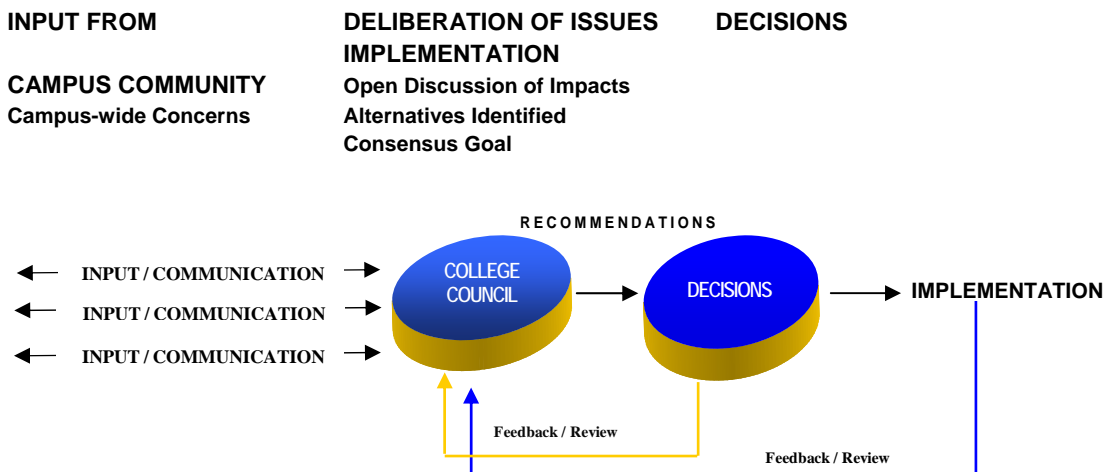 INPUT FROM DELIBERATION OF ISSUES DECISIONS
IMPLEMENTATION
CAMPUS COMMUNITY Open Discussion of Impacts
Campus-wide Concerns Alternatives Identified
Consensus Goal
RECOMMENDATIONS
INPUT / COMMUNICATION
INPUT / COMMUNICATION
INPUT / COMMUNICATION
COLLEGE
COUNCIL
DECISIONS
IMPLEMENTATION
Feedback / Review
Feedback / Review